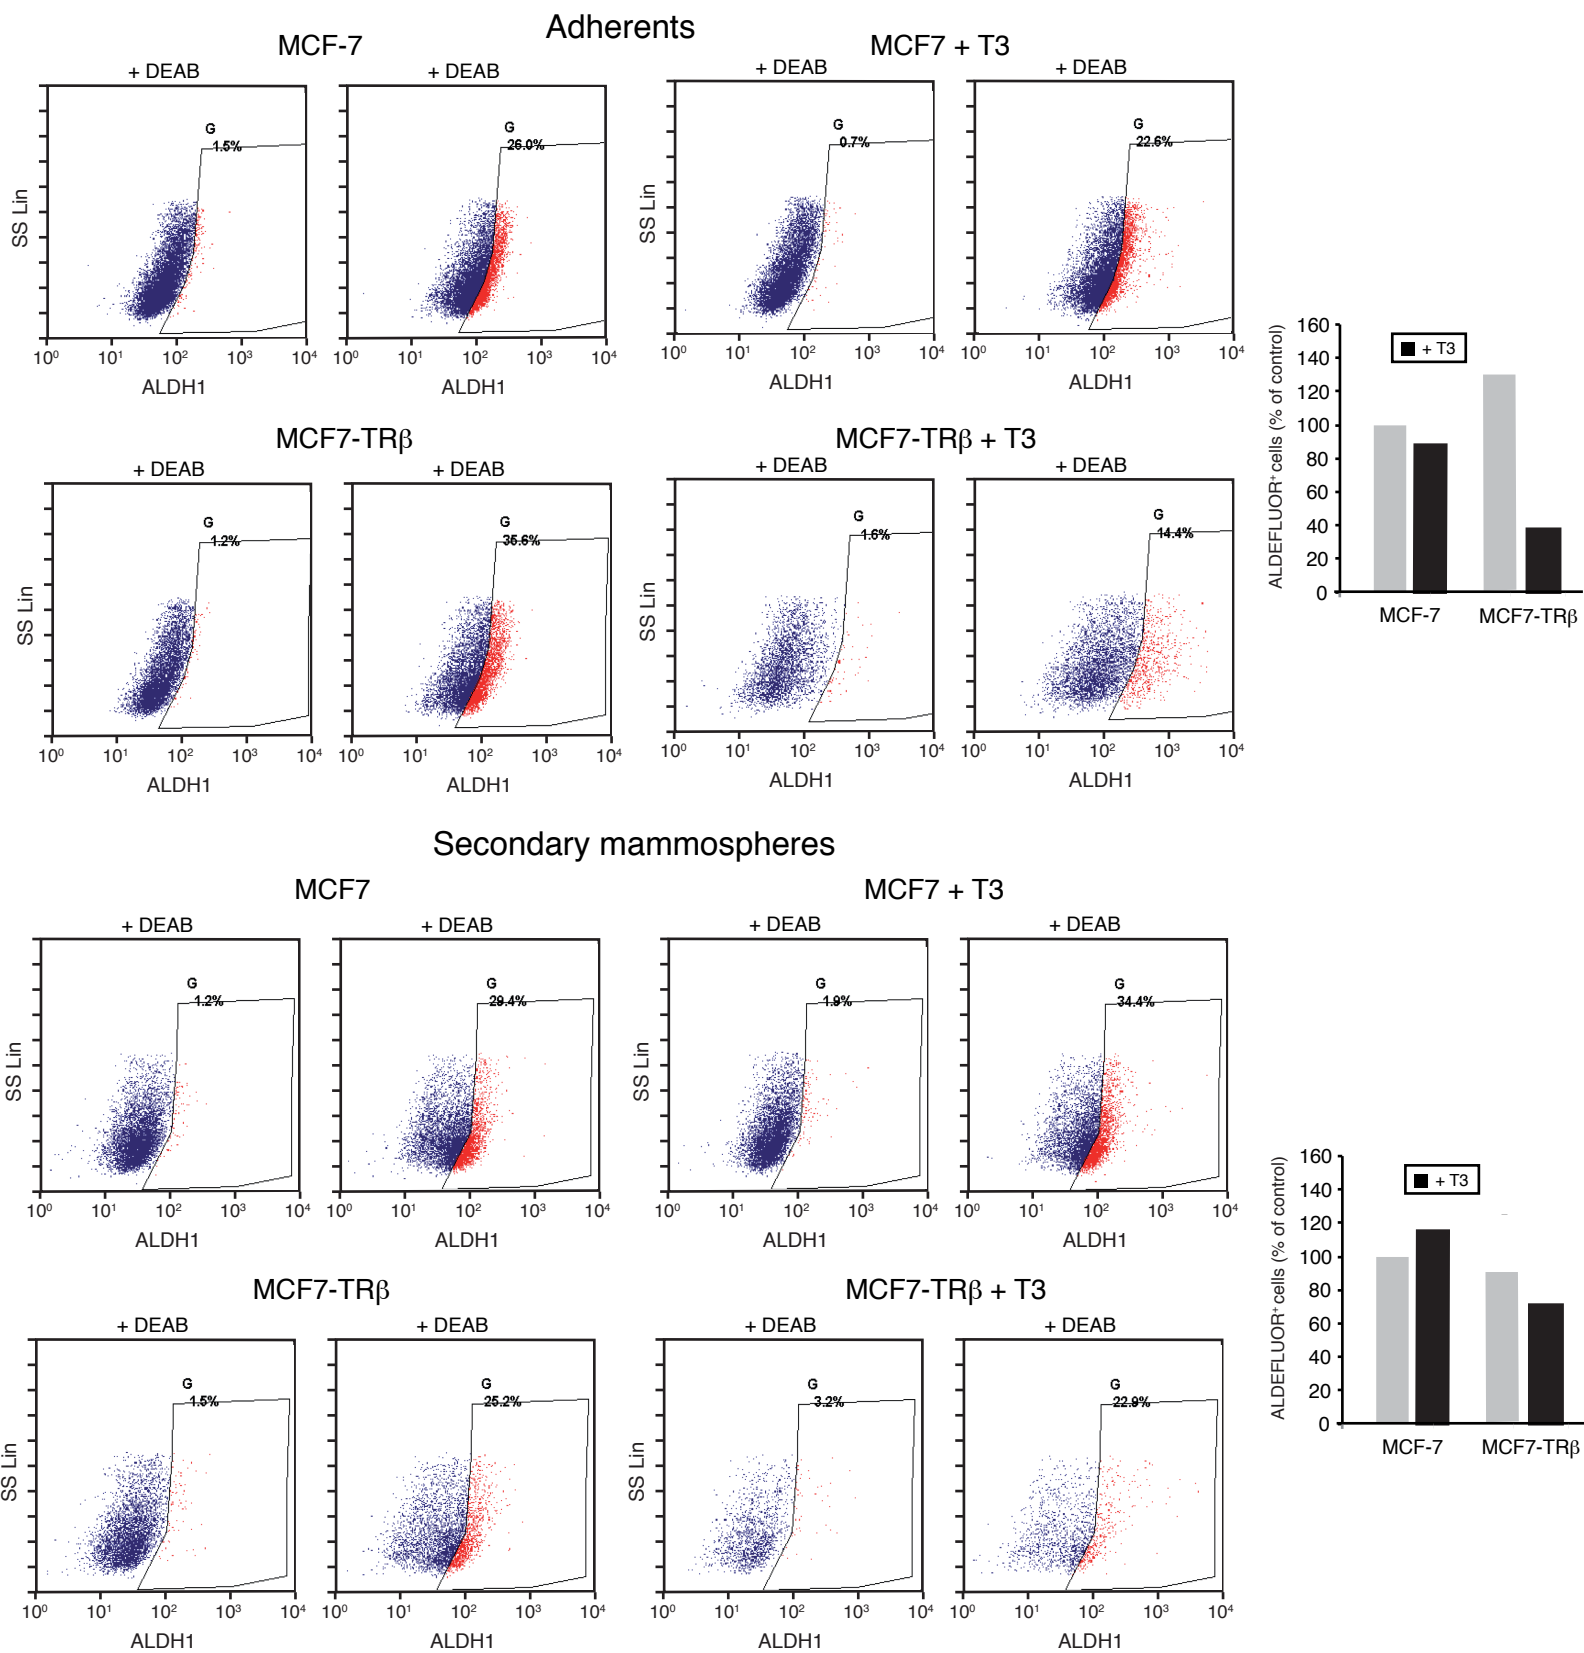 Adherents
MCF-7
MCF7 + T3
+ DEAB
+ DEAB
+ DEAB
+ DEAB
G
1.5%
G
26.0%
G
0.7%
G
22.6%
SS Lin
SS Lin
10⁰ 10¹ 10² 10³ 10⁴
10⁰ 10¹ 10² 10³ 10⁴
10⁰ 10¹ 10² 10³ 10⁴
10⁰ 10¹ 10² 10³ 10⁴
ALDH1
ALDH1
ALDH1
ALDH1
MCF7-TRβ
MCF7-TRβ + T3
+ DEAB
+ DEAB
+ DEAB
+ DEAB
G
1.2%
G
35.6%
G
1.6%
G
14.4%
SS Lin
SS Lin
10⁰ 10¹ 10² 10³ 10⁴
10⁰ 10¹ 10² 10³ 10⁴
10⁰ 10¹ 10² 10³ 10⁴
10⁰ 10¹ 10² 10³ 10⁴
ALDH1
ALDH1
ALDH1
ALDH1
ALDEFLUOR⁺ cells (% of control)
160
140
120
100
80
60
40
20
0
+ T3
MCF-7
MCF7-TRβ
Secondary mammospheres
MCF7
MCF7 + T3
+ DEAB
+ DEAB
+ DEAB
+ DEAB
G
1.2%
G
29.4%
G
1.9%
G
34.4%
SS Lin
SS Lin
10⁰ 10¹ 10² 10³ 10⁴
10⁰ 10¹ 10² 10³ 10⁴
10⁰ 10¹ 10² 10³ 10⁴
10⁰ 10¹ 10² 10³ 10⁴
ALDH1
ALDH1
ALDH1
ALDH1
MCF7-TRβ
MCF7-TRβ + T3
+ DEAB
+ DEAB
+ DEAB
+ DEAB
G
1.5%
G
25.2%
G
3.2%
G
22.9%
SS Lin
SS Lin
10⁰ 10¹ 10² 10³ 10⁴
10⁰ 10¹ 10² 10³ 10⁴
10⁰ 10¹ 10² 10³ 10⁴
10⁰ 10¹ 10² 10³ 10⁴
ALDH1
ALDH1
ALDH1
ALDH1
ALDEFLUOR⁺ cells (% of control)
160
140
120
100
80
60
40
20
0
+ T3
MCF-7
MCF7-TRβ